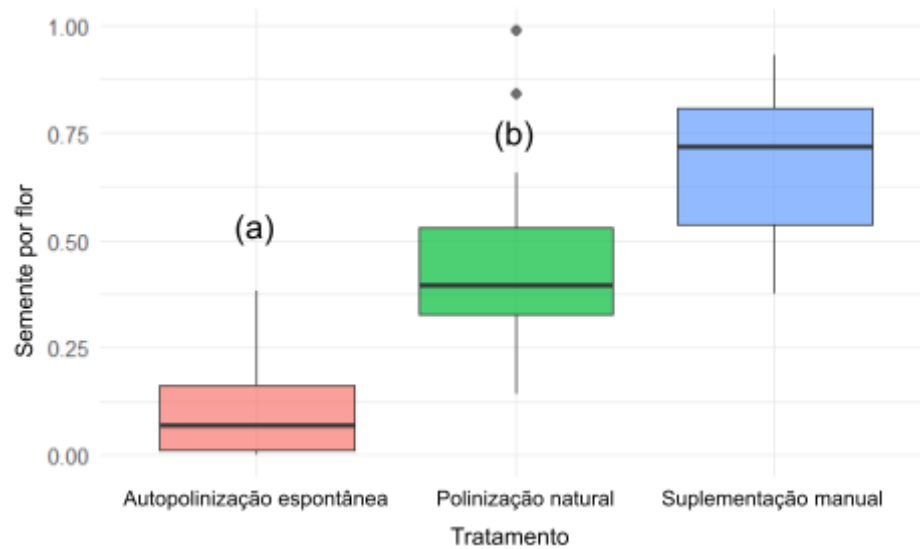 1.00
(b)
0.75
(a)
0.50
0.25
0.00
Semente por flor
Autopolinização espontânea
Polinização natural
Suplementação manual
Tratamento